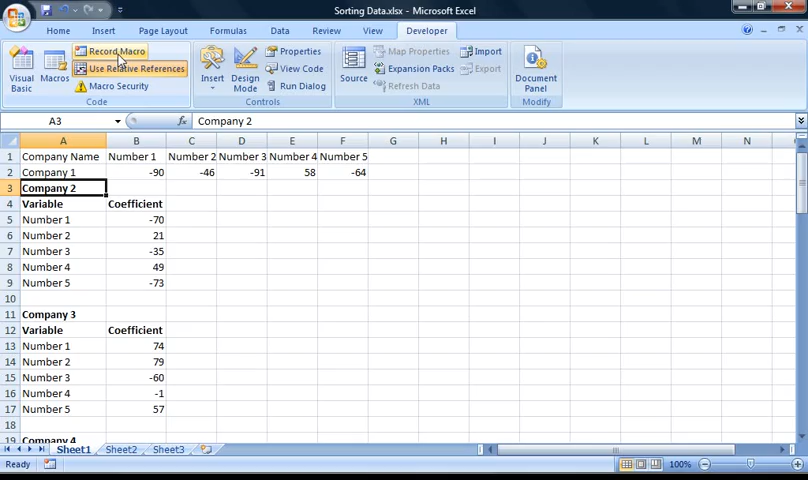 Sorting Data.xlsx - Microsoft Excel
Home Insert Page Layout Formulas Data Review View Developer
Visual Basic
Macros
Record Macro
Use Relative References
Macro Security
Code
Insert
Design Mode
Properties
View Code
Run Dialog
Controls
Source
Map Properties
Expansion Packs
Refresh Data
Import
Export
XML
Document Panel
Modify
A3 fx Company 2
A B C D E F G H I J K L M N
1 Company Name Number 1 Number 2 Number 3 Number 4 Number 5
2 Company 1 -90 -46 -91 58 -64
3 Company 2
4 Variable Coefficient
5 Number 1 -70
6 Number 2 21
7 Number 3 -35
8 Number 4 49
9 Number 5 -73
10
11 Company 3
12 Variable Coefficient
13 Number 1 74
14 Number 2 79
15 Number 3 -60
16 Number 4 -1
17 Number 5 57
18
19 Company 4
Sheet1 Sheet2 Sheet3
Ready 100%